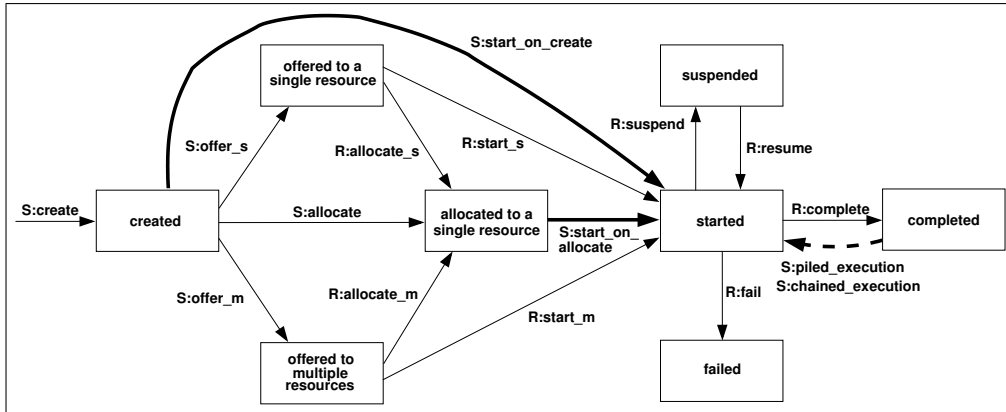 S:start_on_create
offered to a
single resource
suspended
S:offer_s
R:allocate_s
R:start_s
R:suspend
R:resume
S:create
created
S:allocate
allocated to a
single resource
S:start_on_
allocate
started
R:complete
completed
S:piled_execution
S:chained_execution
S:offer_m
R:allocate_m
R:start_m
R:fail
offered to
multiple
resources
failed